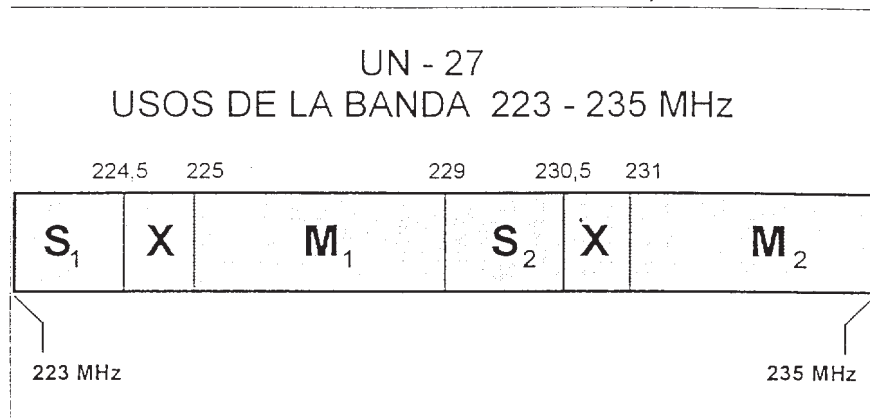 UN - 27
USOS DE LA BANDA 223 - 235 MHz
224,5 225 229 230,5 231
S₁ X M₁ S₂ X M₂
223 MHz 235 MHz